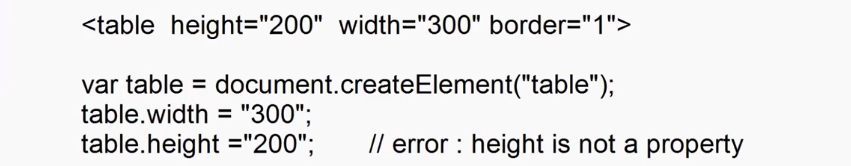 <table  height="200"  width="300" border="1">
var table = document.createElement("table");
table.width = "300";
table.height ="200";       // error : height is not a property